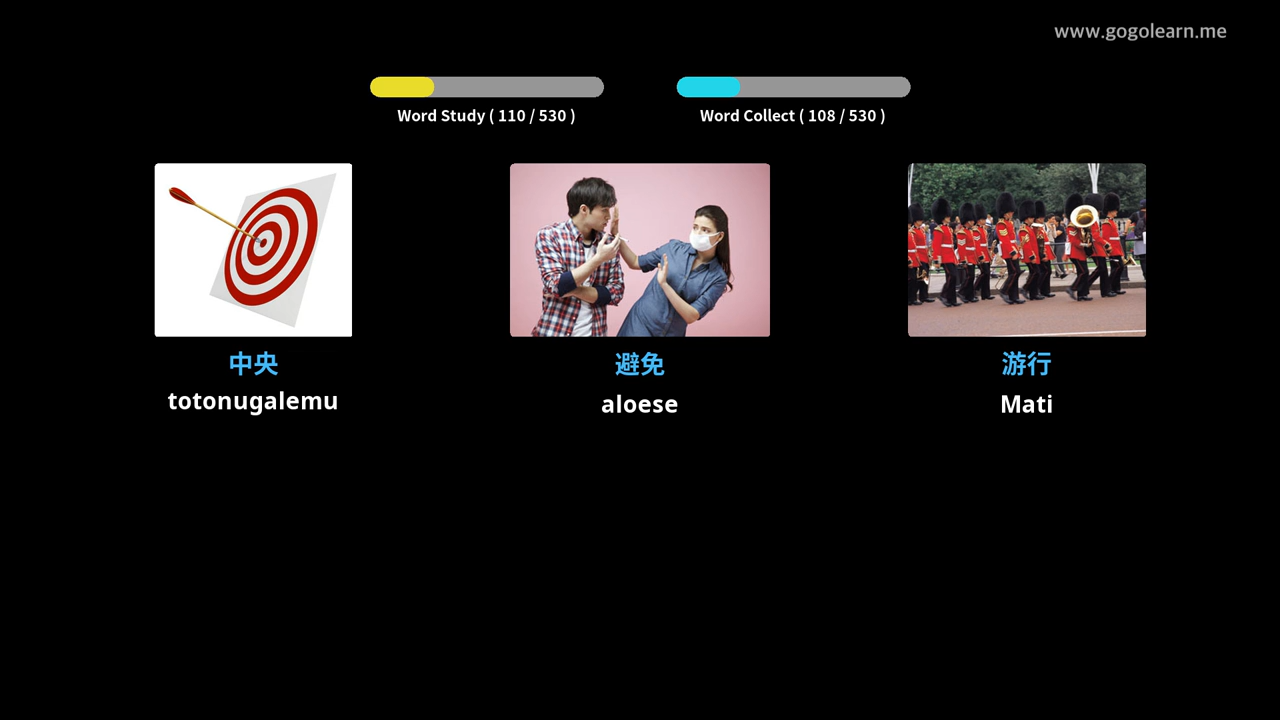 www.gogolearn.me
Word Study ( 110 / 530 )
Word Collect ( 108 / 530 )
中央
totonugalemu
避免
aloese
游行
Mati